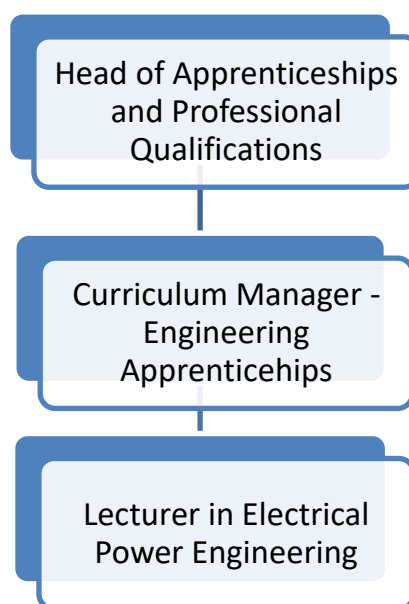 Head of Apprenticeships
and Professional
Qualifications
Curriculum Manager -
Engineering
Apprenticehips
Lecturer in Electrical
Power Engineering